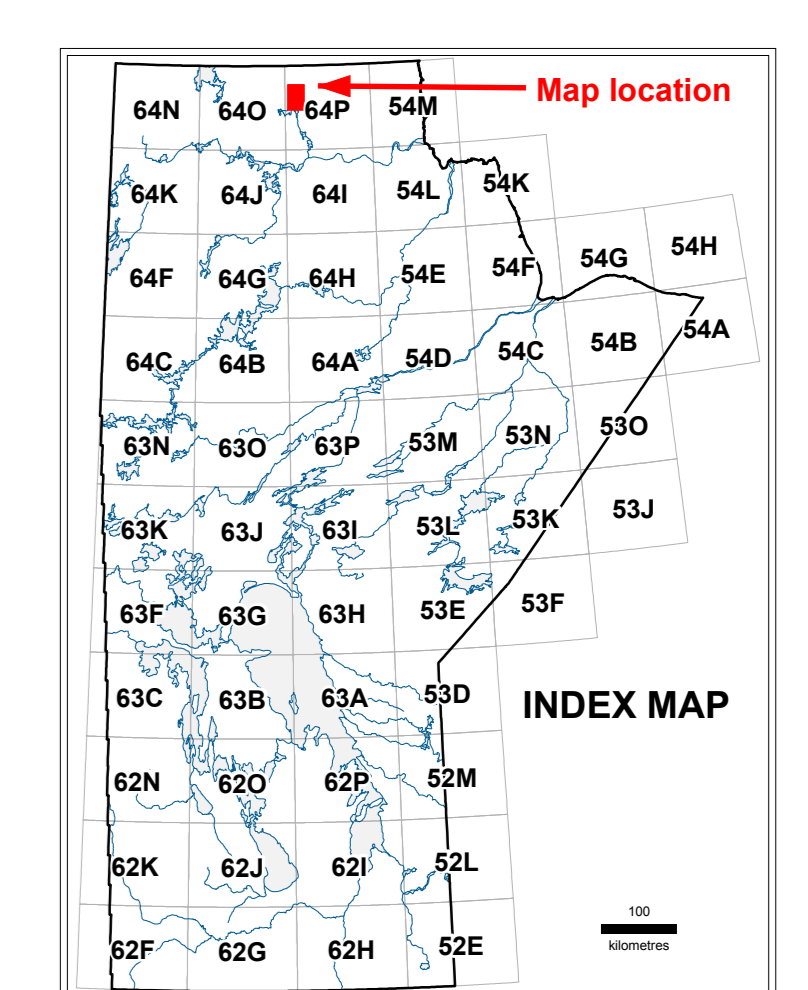 Map location
64N 64O 64P 54M
64K 64J 64I 54L 54K
64F 64G 64H 54E 54F 54G 54H
64C 64B 64A 54D 54C 54B 54A
63N 63O 63P 53M 53N 53O
63K 63J 63I 53L 53K 53J
63F 63G 63H 53E 53F
63C 63B 63A 53D
INDEX MAP
62N 62O 62P 52M
62K 62J 62I 52L
100
kilometres
62F 62G 62H 52E